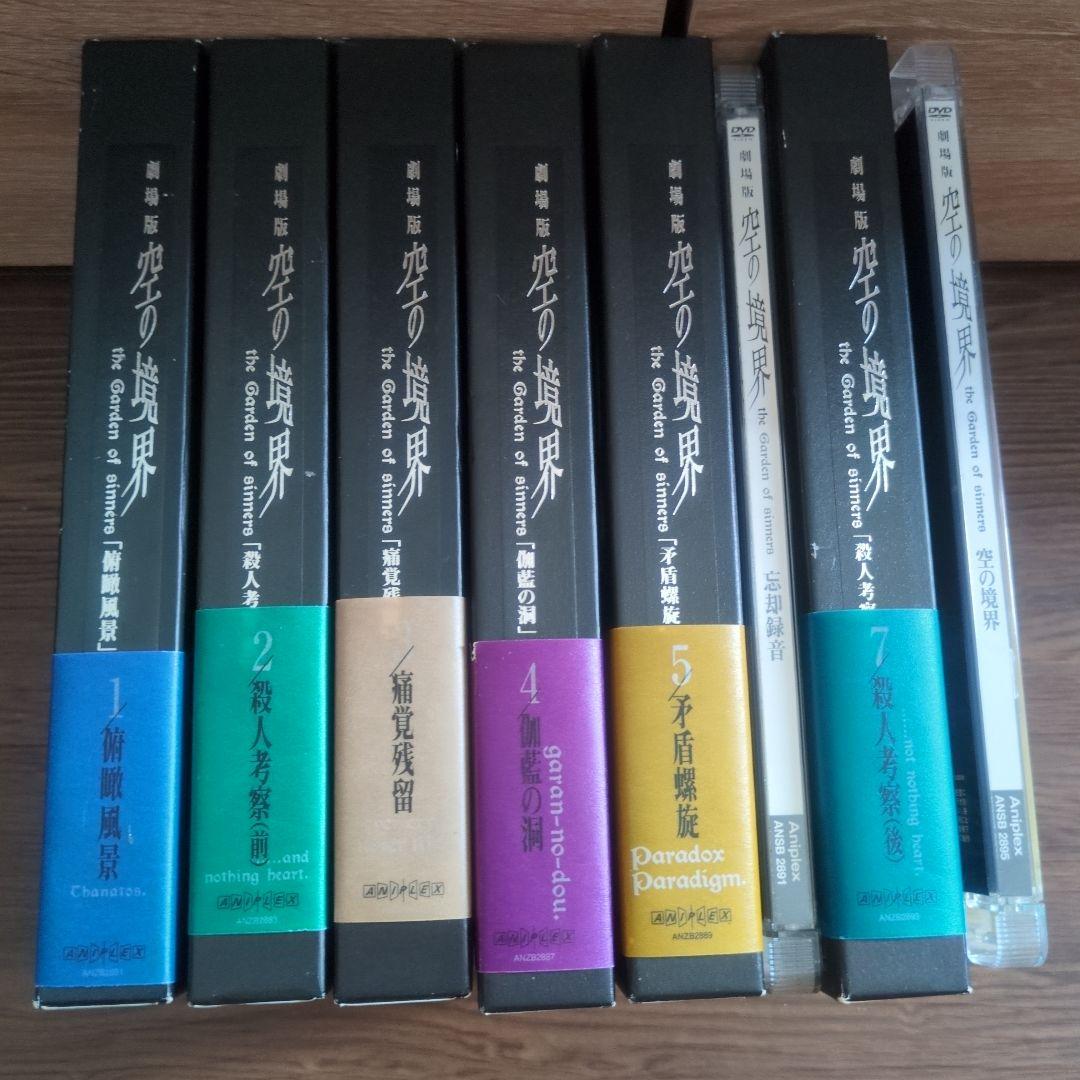 劇場版
空の境界
the Garden of sinners「俯瞰風景」
1/俯瞰風景
Thanatos.
ANIPLEX
劇場版
空の境界
the Garden of sinners「殺人考
2/殺人考察(前)
...and
nothing heart.
ANIPLEX
劇場版
空の境界
the Garden of sinners「痛覚残
3/痛覚残留
ANIPLEX
劇場版
空の境界
the Garden of sinners「伽藍の洞」
4/伽藍の洞
garan-no-dou.
ANIPLEX
ANZB2887
劇場版
空の境界
the Garden of sinners「矛盾螺旋
5/矛盾螺旋
Paradox
Paradigm.
ANIPLEX
ANZB2889
DVD
VIDEO
劇場版
空の境界
the Garden of sinners
忘却録音
Aniplex
ANSB 2891
劇場版
空の境界
the Garden of sinners「殺人考察
7/殺人考察(後)
......not nothing heart.
ANIPLEX
DVD
VIDEO
劇場版
空の境界
the Garden of sinners
空の境界
Aniplex
ANSB 2895